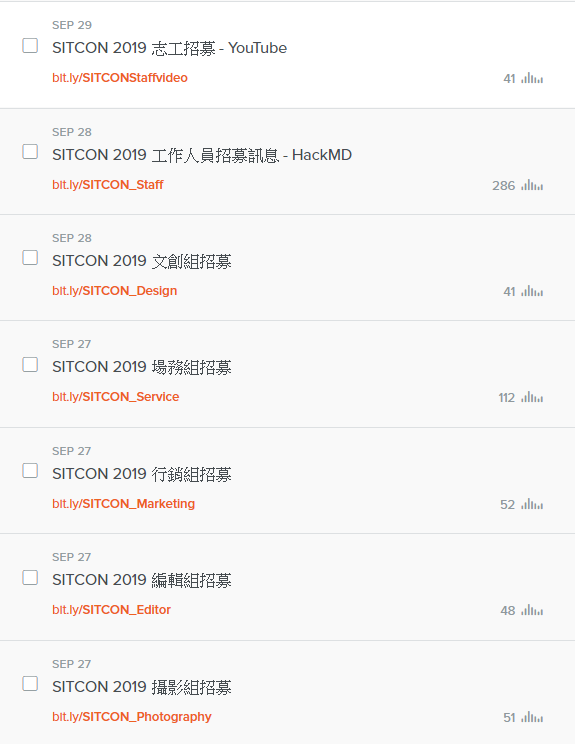 SEP 29
SITCON 2019 志工招募 - YouTube
bit.ly/SITCONStaffvideo
41
SEP 28
SITCON 2019 工作人員招募訊息 - HackMD
bit.ly/SITCON_Staff
286
SEP 28
SITCON 2019 文創組招募
bit.ly/SITCON_Design
41
SEP 27
SITCON 2019 場務組招募
bit.ly/SITCON_Service
112
SEP 27
SITCON 2019 行銷組招募
bit.ly/SITCON_Marketing
52
SEP 27
SITCON 2019 編輯組招募
bit.ly/SITCON_Editor
48
SEP 27
SITCON 2019 攝影組招募
bit.ly/SITCON_Photography
51